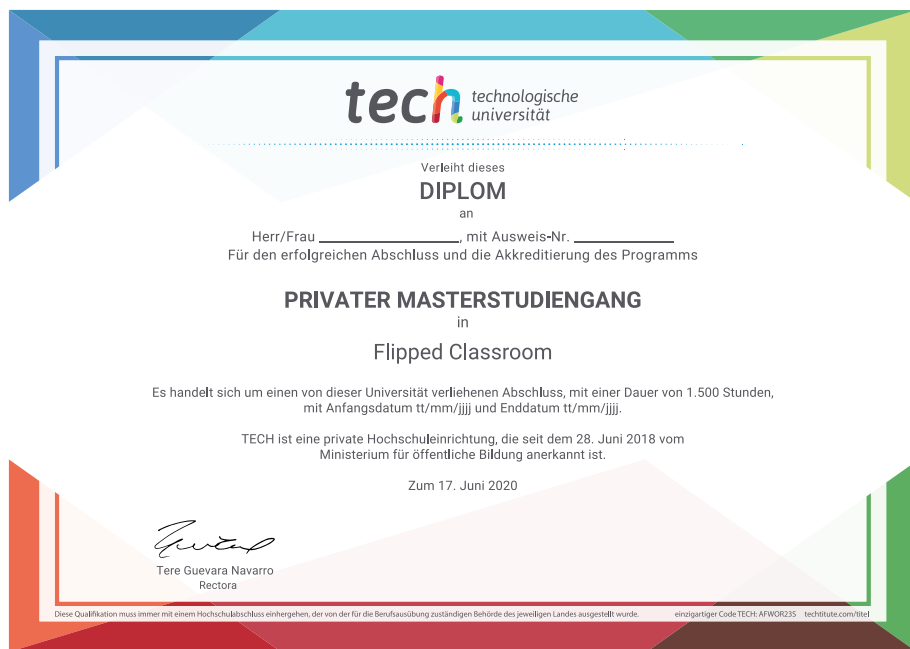 tech technologische
universität
Verleiht dieses
DIPLOM
an
Herr/Frau ____________________, mit Ausweis-Nr. ______________
Für den erfolgreichen Abschluss und die Akkreditierung des Programms
PRIVATER MASTERSTUDIENGANG
in
Flipped Classroom
Es handelt sich um einen von dieser Universität verliehenen Abschluss, mit einer Dauer von 1.500 Stunden,
mit Anfangsdatum tt/mm/jjjj und Enddatum tt/mm/jjjj.
TECH ist eine private Hochschuleinrichtung, die seit dem 28. Juni 2018 vom
Ministerium für öffentliche Bildung anerkannt ist.
Zum 17. Juni 2020
Tere Guevara Navarro
Rectora
Diese Qualifikation muss immer mit einem Hochschulabschluss einhergehen, der von der für die Berufsausübung zuständigen Behörde des jeweiligen Landes ausgestellt wurde. einzigartiger Code TECH: AFWOR235 techtitute.com/titel